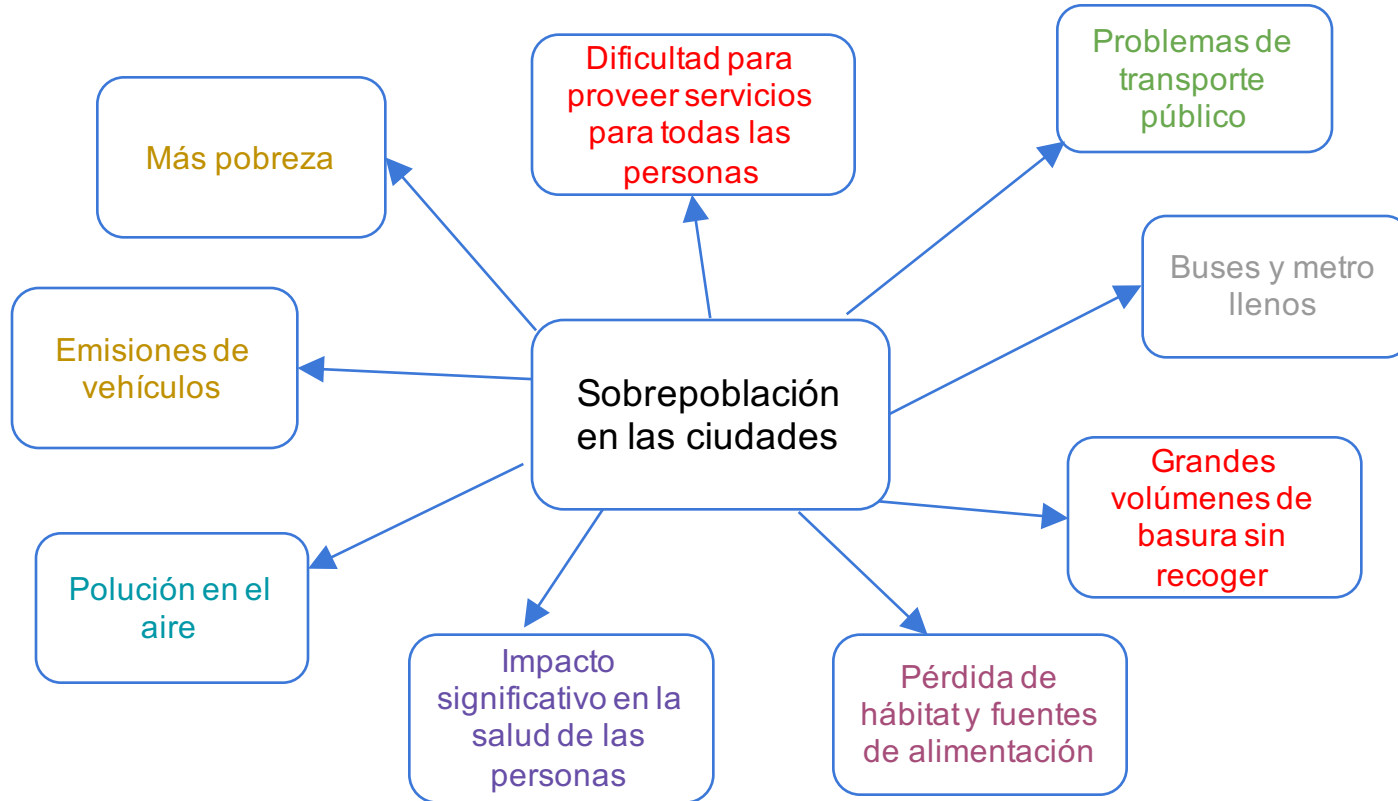 Problemas de
transporte
público
Dificultad para
proveer servicios
para todas las
personas
Más pobreza
Buses y metro
llenos
Emisiones de
vehículos
Sobrepoblación
en las ciudades
Grandes
volúmenes de
basura sin
recoger
Polución en el
aire
Impacto
significativo en la
salud de las
personas
Pérdida de
hábitat y fuentes
de alimentación